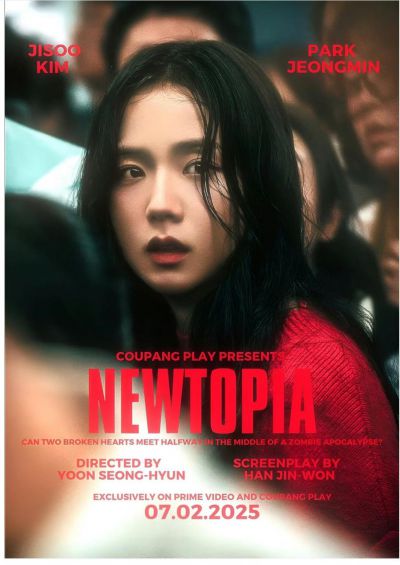 JISOO
KIM
PARK
JEONGMIN
COUPANG PLAY PRESENTS
NEWTOPIA
CAN TWO BROKEN HEARTS MEET HALFWAY IN THE MIDDLE OF A ZOMBIE APOCALYPSE?
DIRECTED BY
YOON SEONG-HYUN
SCREENPLAY BY
HAN JIN-WON
EXCLUSIVELY ON PRIME VIDEO AND COUPANG PLAY
07.02.2025